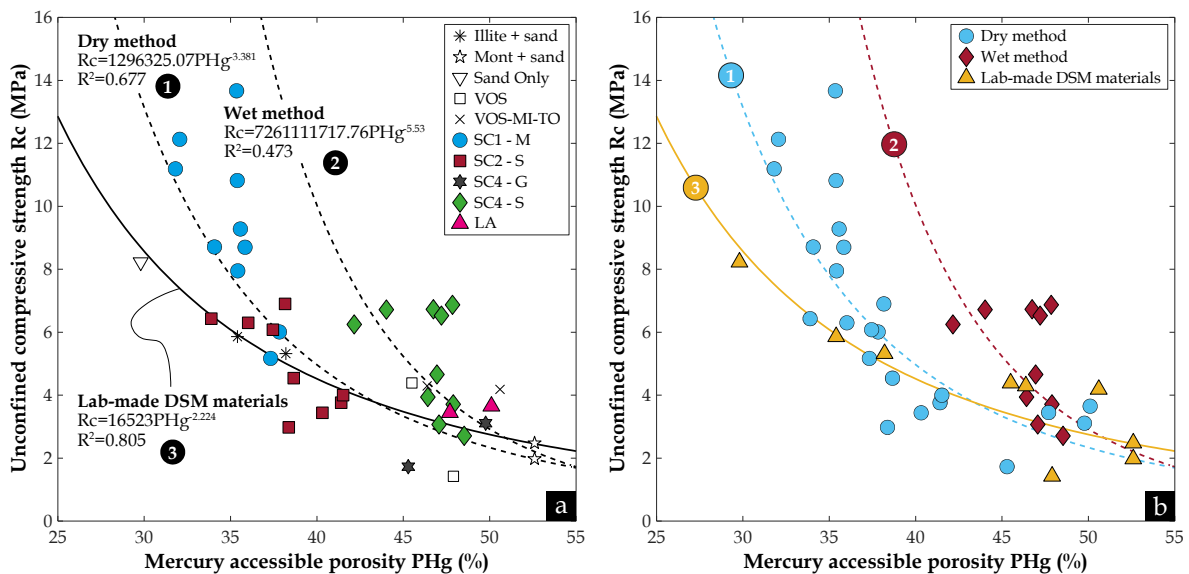 Unconfined compressive strength Rc (MPa)
16
14
12
10
8
6
4
2
0
Dry method
Rc=1296325.07PHg-3.381
R2=0.677
1
Wet method
Rc=7261111717.76PHg-5.53
R2=0.473
2
Lab-made DSM materials
Rc=16523PHg-2.224
R2=0.805
3
Illite + sand
Mont + sand
Sand Only
VOS
VOS-MI-TO
SC1 - M
SC2 - S
SC4 - G
SC4 - S
LA
a
25 30 35 40 45 50 55
Mercury accessible porosity PHg (%)
Unconfined compressive strength Rc (MPa)
16
14
12
10
8
6
4
2
0
1
2
3
Dry method
Wet method
Lab-made DSM materials
b
25 30 35 40 45 50 55
Mercury accessible porosity PHg (%)